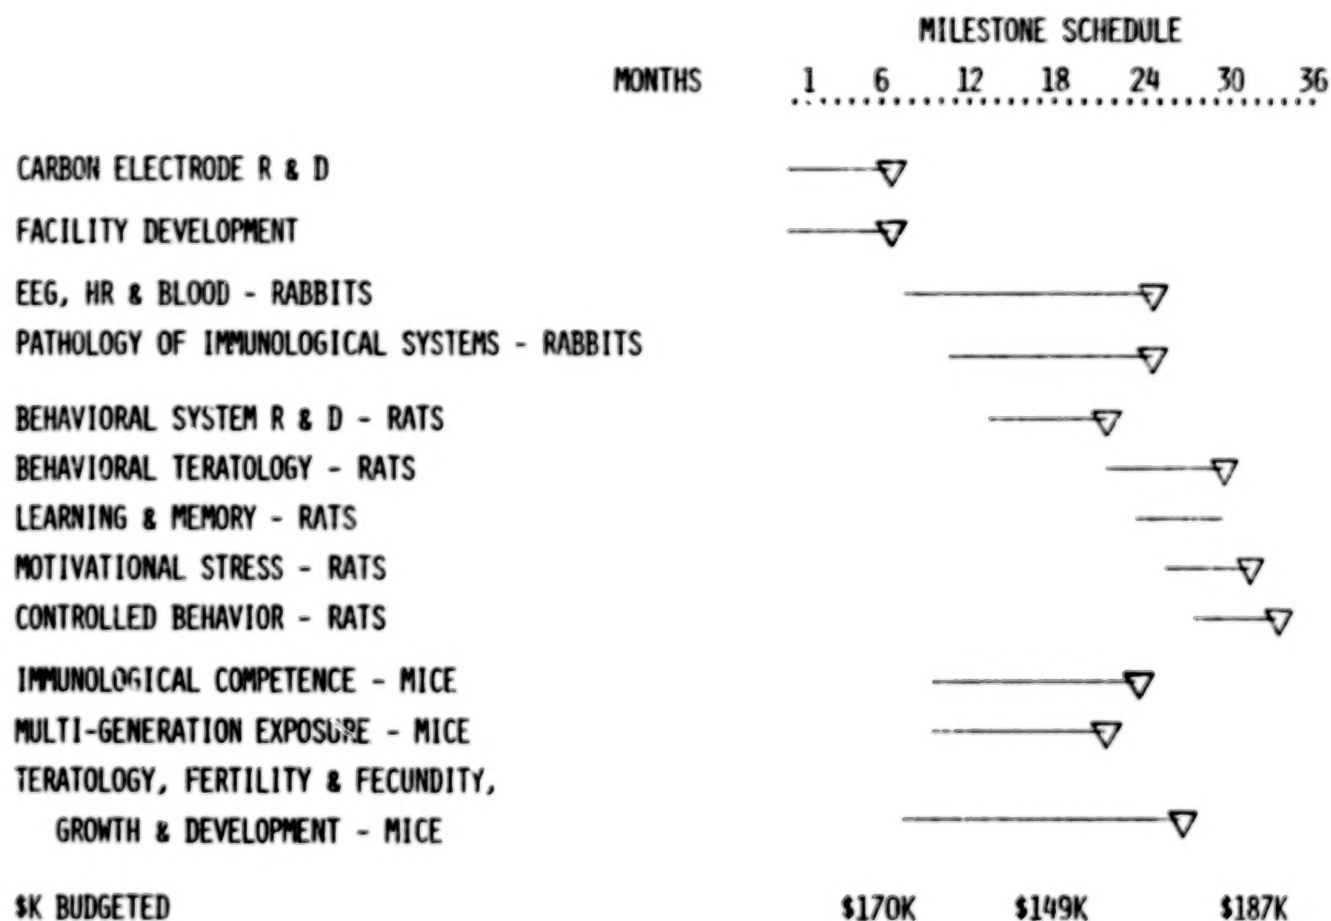 MILESTONE SCHEDULE
MONTHS 1 6 12 18 24 30 36
CARBON ELECTRODE R & D
FACILITY DEVELOPMENT
EEG, HR & BLOOD - RABBITS
PATHOLOGY OF IMMUNOLOGICAL SYSTEMS - RABBITS
BEHAVIORAL SYSTEM R & D - RATS
BEHAVIORAL TERATOLOGY - RATS
LEARNING & MEMORY - RATS
MOTIVATIONAL STRESS - RATS
CONTROLLED BEHAVIOR - RATS
IMMUNOLOGICAL COMPETENCE - MICE
MULTI-GENERATION EXPOSURE - MICE
TERATOLOGY, FERTILITY & FECUNDITY,
GROWTH & DEVELOPMENT - MICE
$K BUDGETED $170K $149K $187K